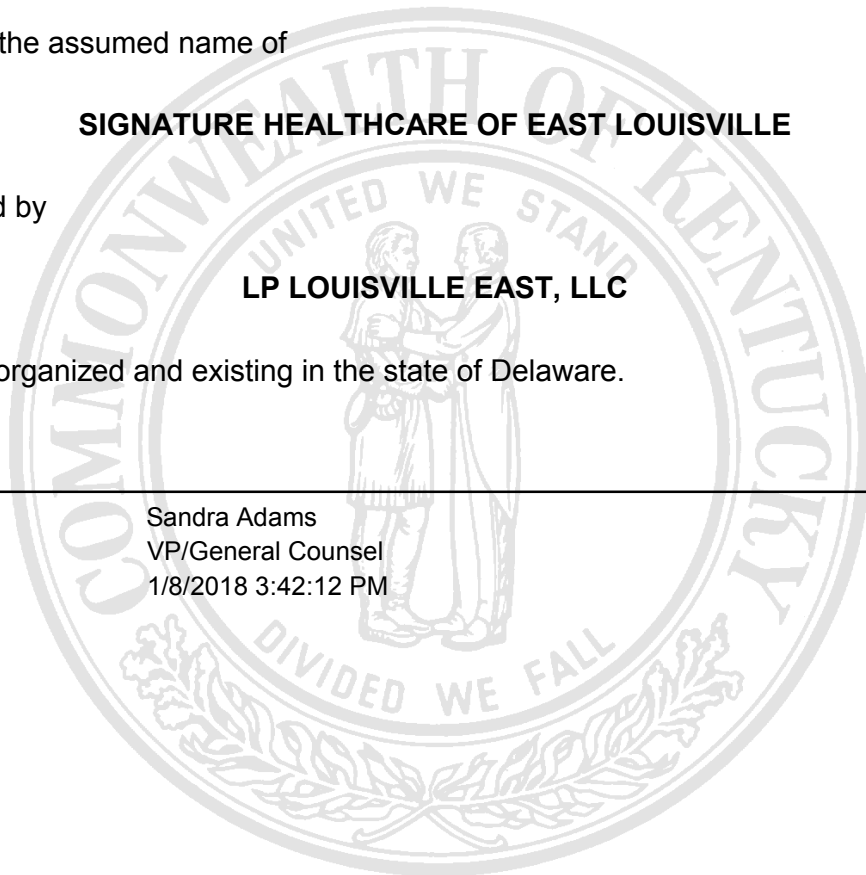 the assumed name of
SIGNATURE HEALTHCARE OF EAST LOUISVILLE
d by
LP LOUISVILLE EAST, LLC
organized and existing in the state of Delaware.
Sandra Adams
VP/General Counsel
1/8/2018 3:42:12 PM
COMMONWEALTH OF KENTUCKY
UNITED WE STAND
DIVIDED WE FALL